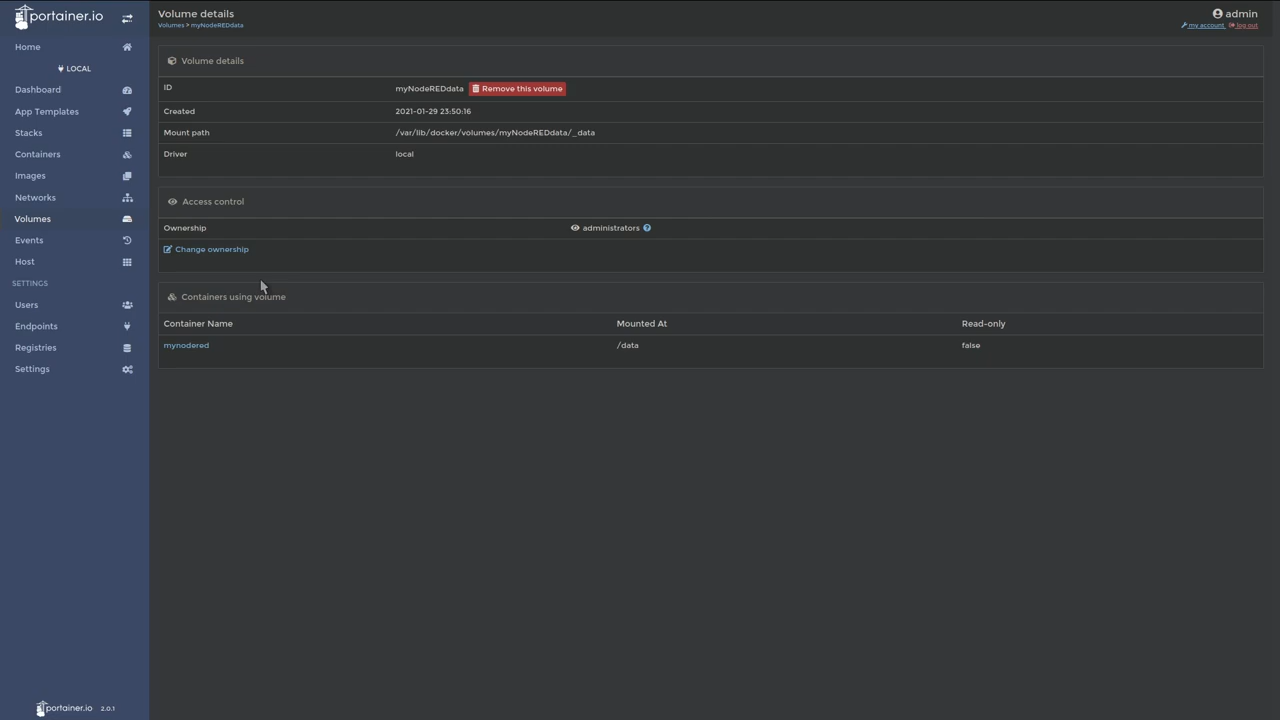 portainer.io
Home
LOCAL
Dashboard
App Templates
Stacks
Containers
Images
Networks
Volumes
Events
Host
SETTINGS
Users
Endpoints
Registries
Settings
portainer.io 2.0.1
Volume details
Volumes > myNodeREDdata
admin
my account log out
Volume details
ID myNodeREDdata Remove this volume
Created 2021-01-29 23:50:16
Mount path /var/lib/docker/volumes/myNodeREDdata/_data
Driver local
Access control
Ownership administrators
Change ownership
Containers using volume
Container Name Mounted At Read-only
mynodered /data false